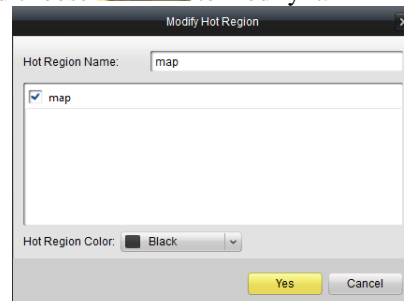 Modify Hot Region
Hot Region Name: map
map
Hot Region Color: Black
Yes Cancel